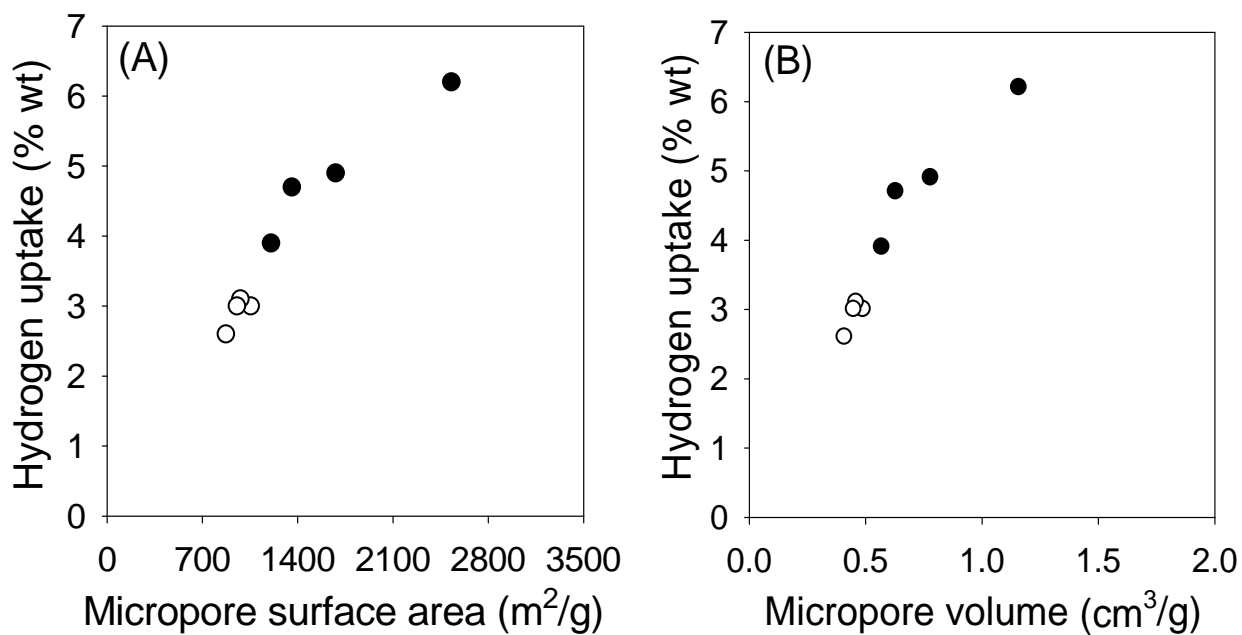 (A)
Hydrogen uptake (% wt)
7
6
5
4
3
2
1
0
0 700 1400 2100 2800 3500
Micropore surface area (m²/g)
(B)
Hydrogen uptake (% wt)
7
6
5
4
3
2
1
0
0.0 0.5 1.0 1.5 2.0
Micropore volume (cm³/g)